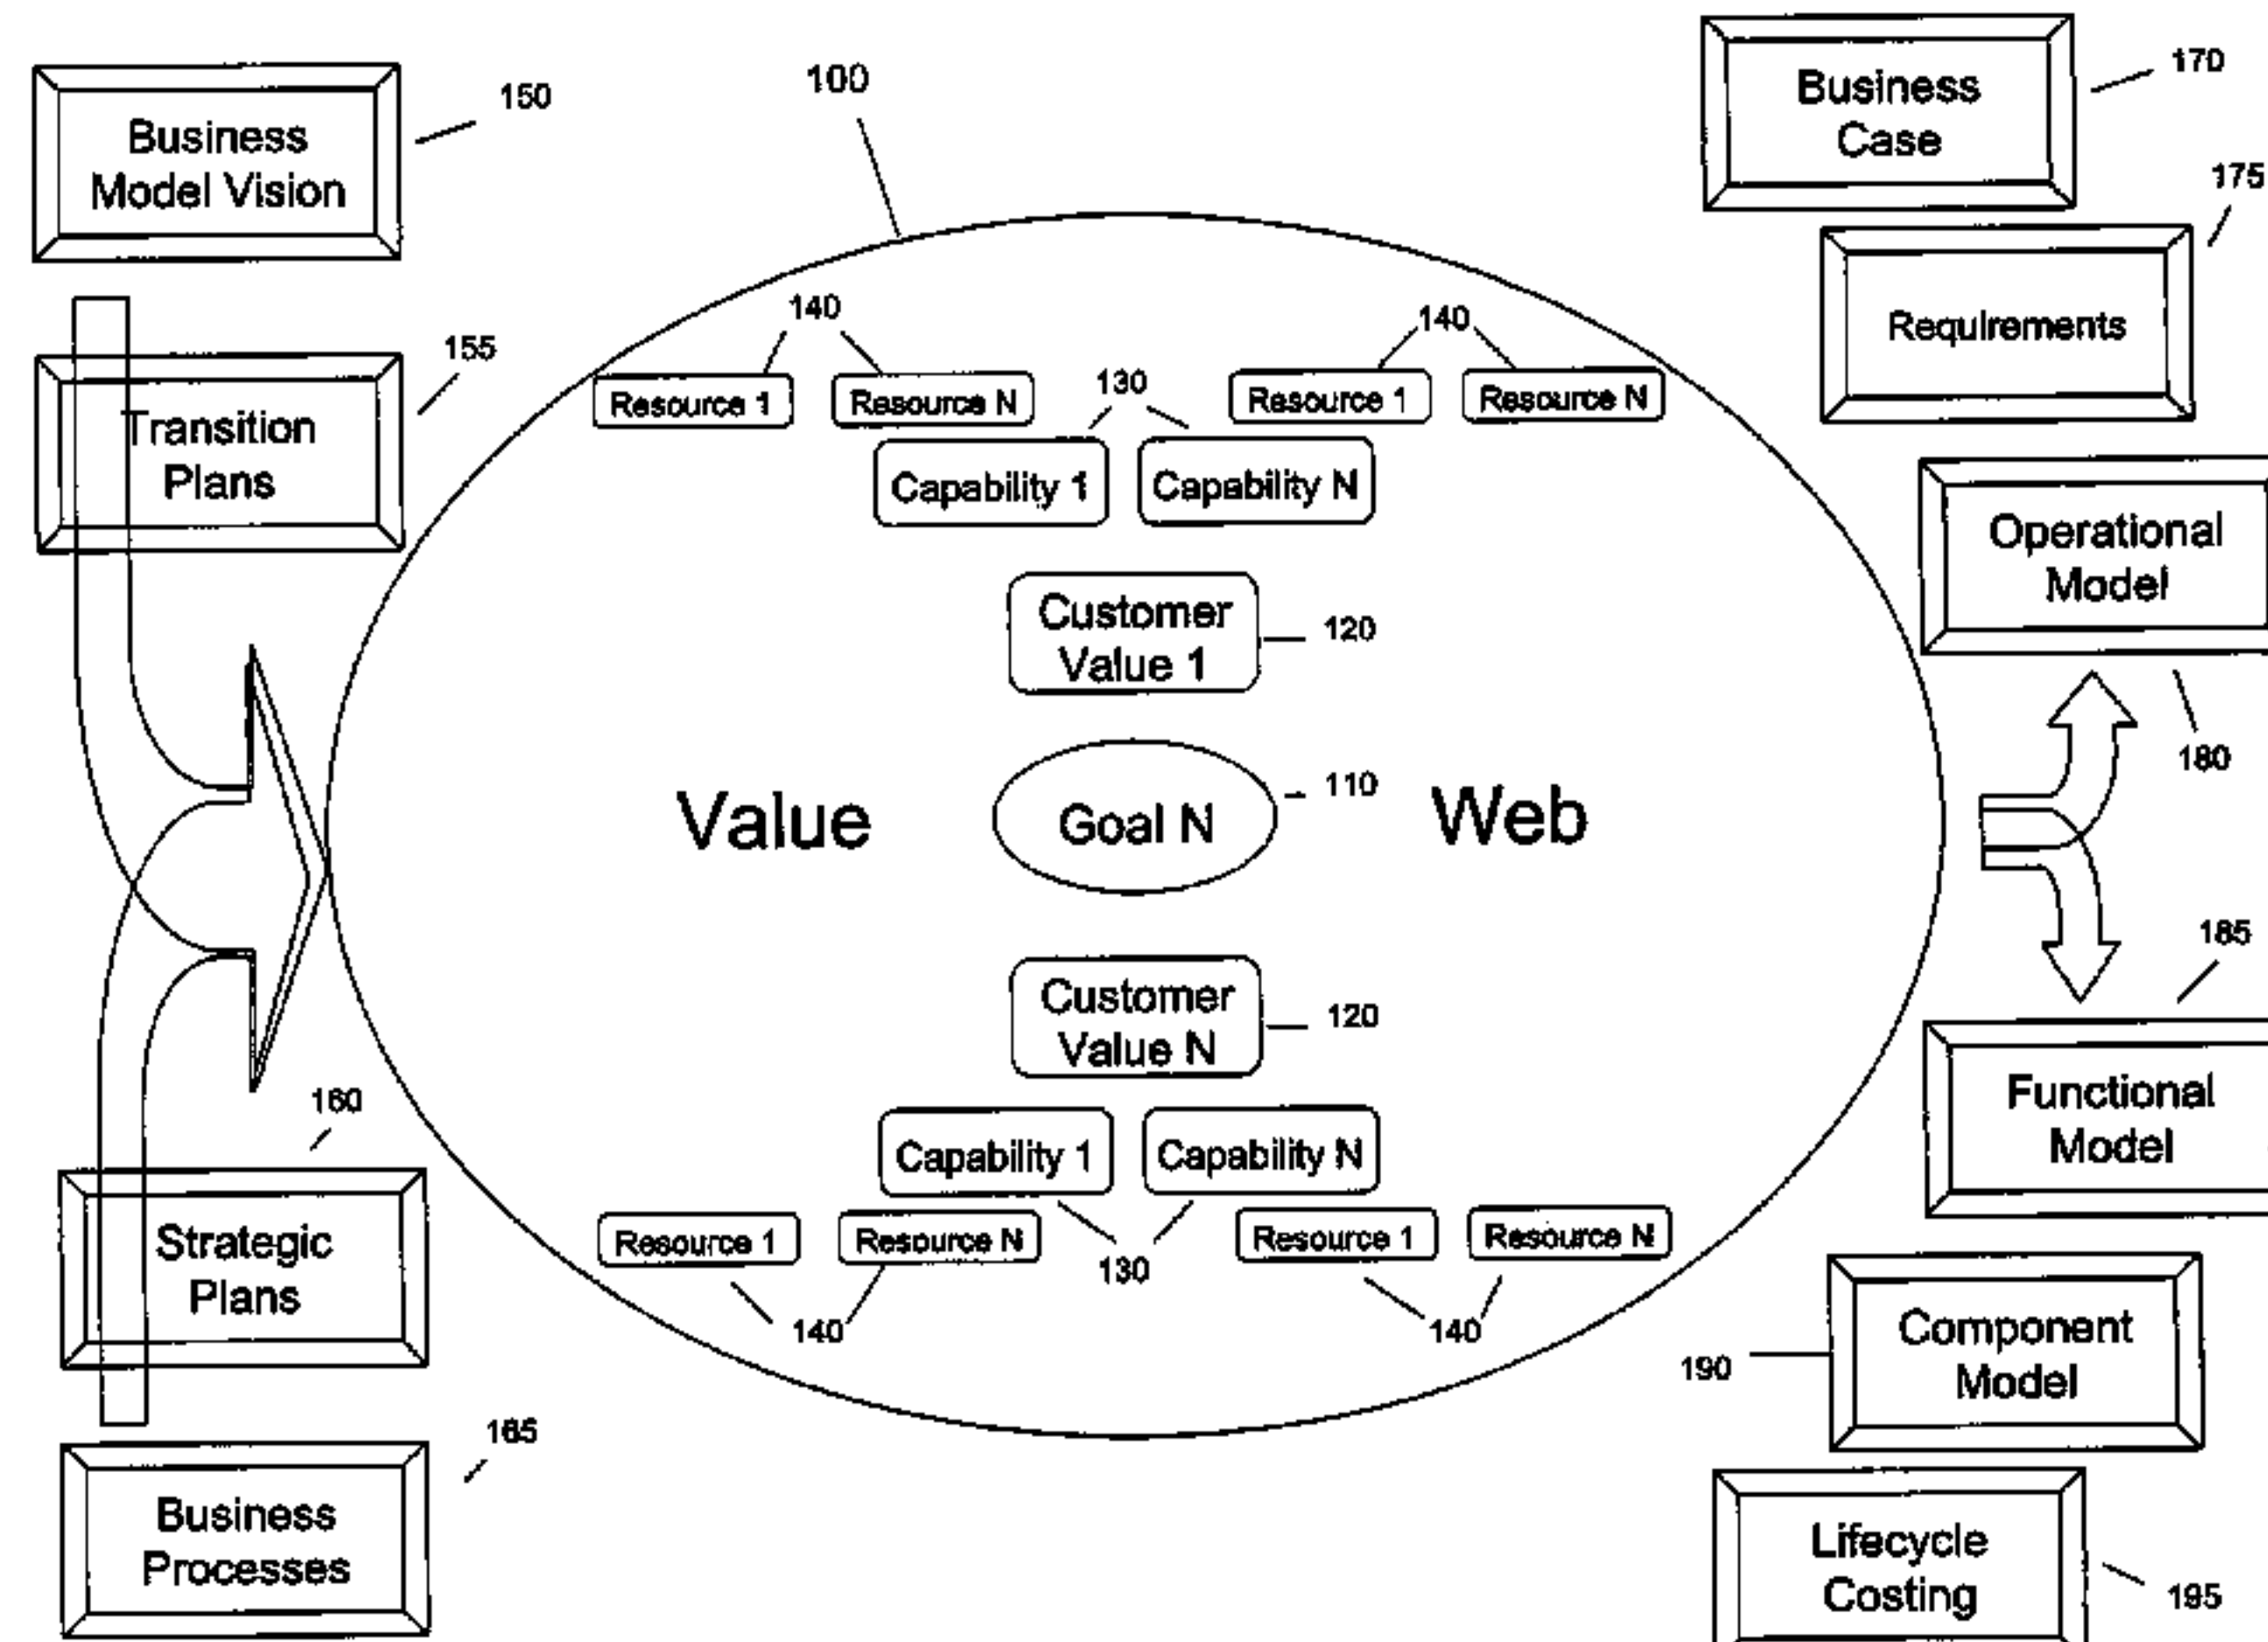 Business
Model Vision
150
Transition
Plans
155
160
Strategic
Plans
165
Business
Processes
100
140
140
130
Resource 1
Resource N
Resource 1
Resource N
Capability 1
Capability N
Customer
Value 1
120
Value
Goal N
110
Web
Customer
Value N
120
Capability 1
Capability N
Resource 1
Resource N
Resource 1
Resource N
130
140
140
Business
Case
170
175
Requirements
Operational
Model
180
185
Functional
Model
Component
Model
190
Lifecycle
Costing
195